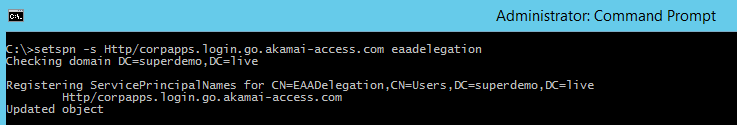 Administrator: Command Prompt
C:\>setspn -s Http/corpapps.login.go.akamai-access.com eaadelegation
Checking domain DC=superdemo,DC=live
Registering ServicePrincipalNames for CN=EAADelegation,CN=Users,DC=superdemo,DC=live
Http/corpapps.login.go.akamai-access.com
Updated object